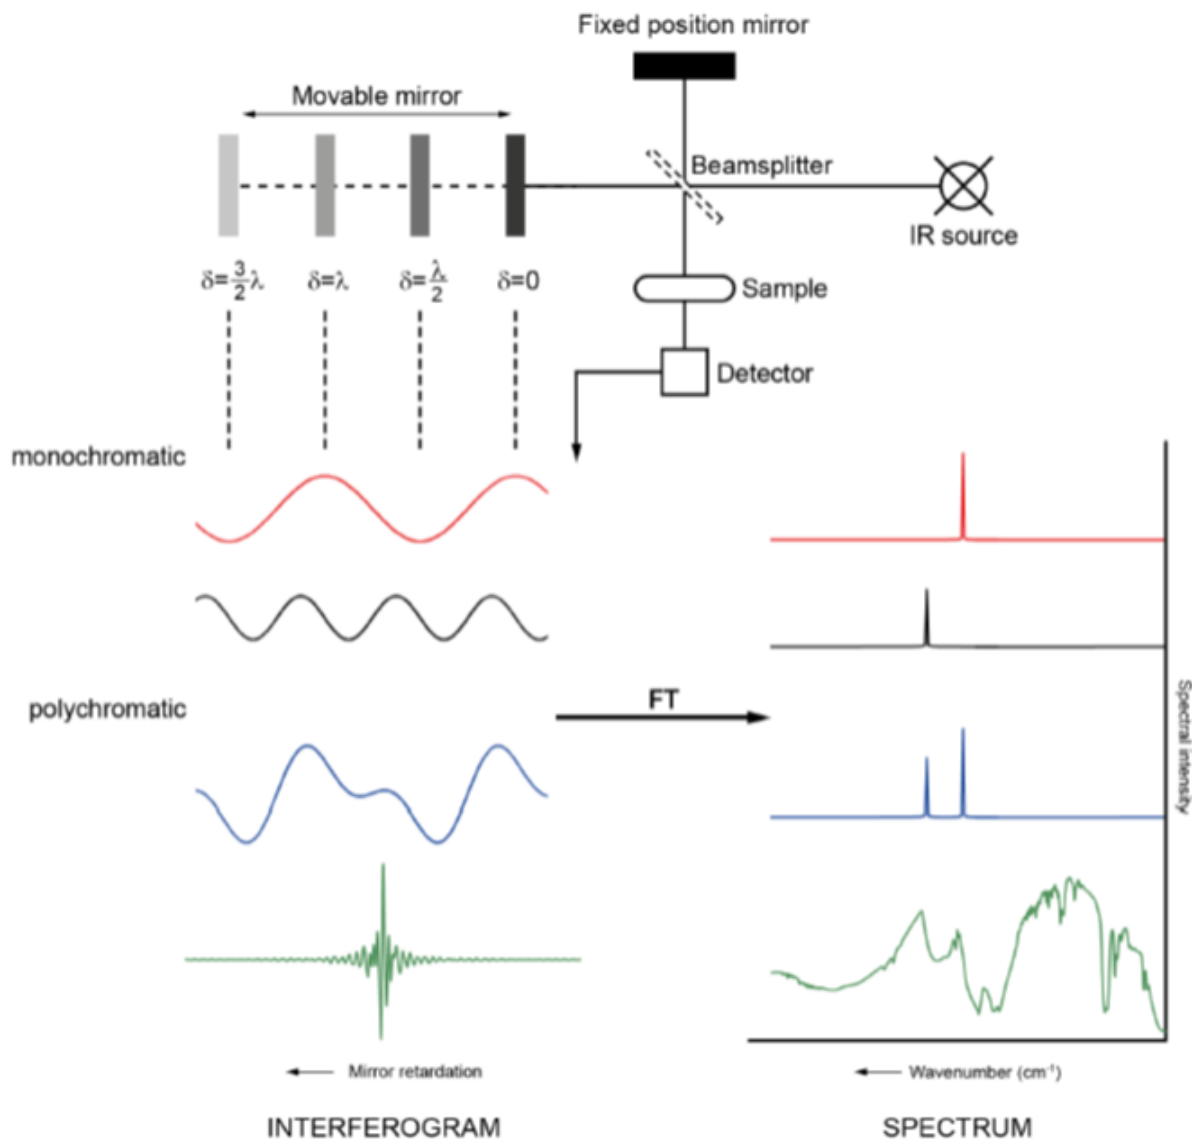 Fixed position mirror
Movable mirror
Beamsplitter
IR source
δ=3/2λ δ=λ δ=λ/2 δ=0
Sample
Detector
monochromatic
polychromatic
FT
Spectral intensity
Mirror retardation
Wavenumber (cm⁻¹)
INTERFEROGRAM
SPECTRUM